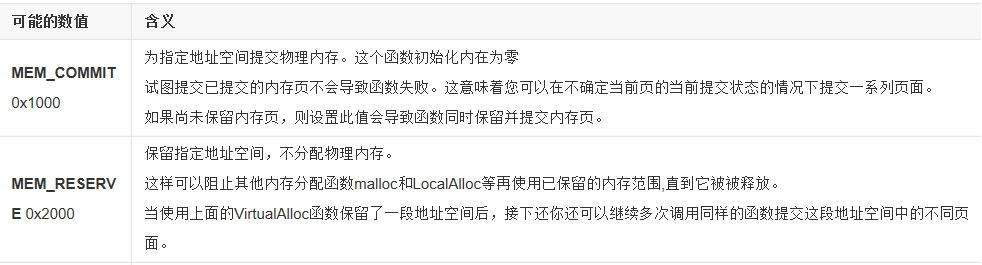 可能的数值 含义
为指定地址空间提交物理内存。这个函数初始化内在为零
MEM_COMMIT 试图提交已提交的内存页不会导致函数失败。这意味着您可以在不确定当前页的当前提交状态的情况下提交一系列页面。
0x1000 如果尚未保留内存页，则设置此值会导致函数同时保留并提交内存页。
保留指定地址空间，不分配物理内存。
MEM_RESERV 这样可以阻止其他内存分配函数malloc和LocalAlloc等再使用已保留的内存范围,直到它被被释放。
E 0x2000 当使用上面的VirtualAlloc函数保留了一段地址空间后，接下还你还可以继续多次调用同样的函数提交这段地址空间中的不同页
面。